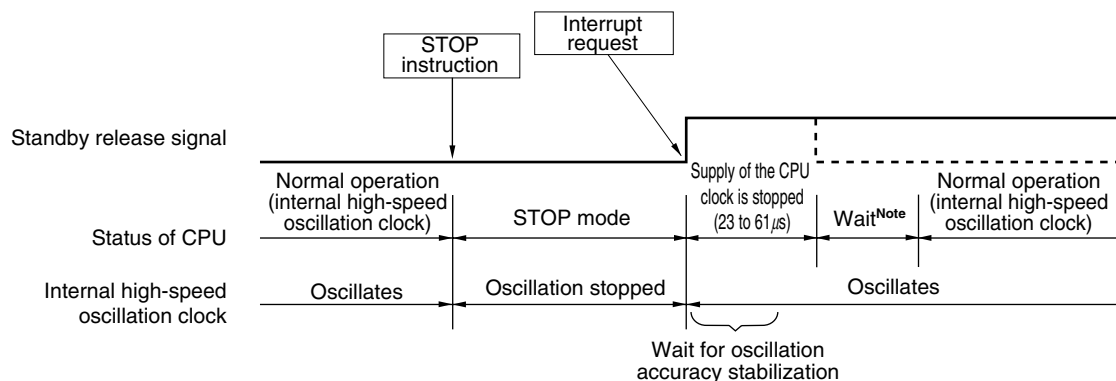 Interrupt
request
STOP
instruction
Standby release signal
Supply of the CPU
clock is stopped
(23 to 61 μs)
Normal operation
(internal high-speed
oscillation clock)
STOP mode
Wait Note
Normal operation
(internal high-speed
oscillation clock)
Status of CPU
Internal high-speed
oscillation clock
Oscillates
Oscillation stopped
Oscillates
Wait for oscillation
accuracy stabilization